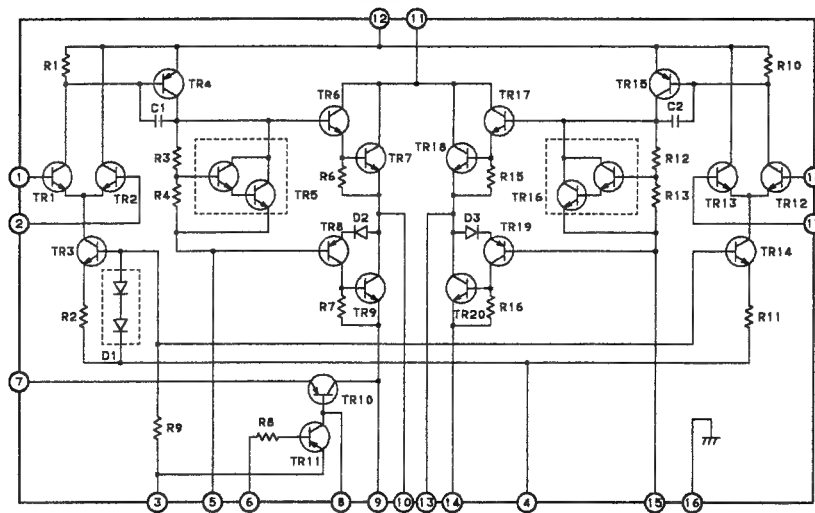 12 11
R1 R10
TR4 TR15
C1 TR6 TR17 C2
R3 R12
TR18
1 TR7
R6 R15
TR1 TR2 R4 TR5 TR16 R13 TR13 TR12
2
D2 D3
TR8 TR19
TR3 TR14
R7 TR9 TR20 R16
R2 R11
D1
7
TR10
R9 R8
TR11
3 5 6 8 9 10 13 14 4 15 16